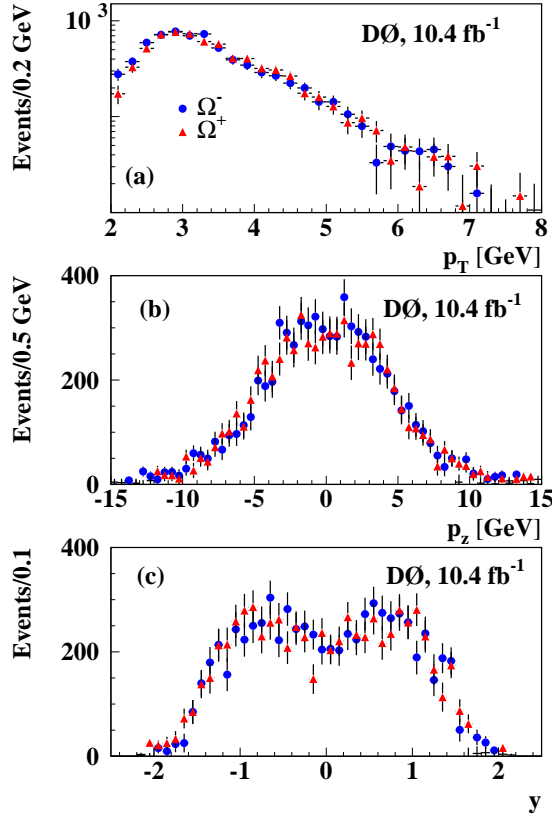 10³
DØ, 10.4 fb⁻¹
Events/0.2 GeV
Ω⁻
Ω⁺
(a)
2 3 4 5 6 7 8
p_T [GeV]
400
(b)
DØ, 10.4 fb⁻¹
Events/0.5 GeV
200
0
-15 -10 -5 0 5 10 15
p_z [GeV]
400
(c)
DØ, 10.4 fb⁻¹
Events/0.1
200
0
-2 -1 0 1 2
y